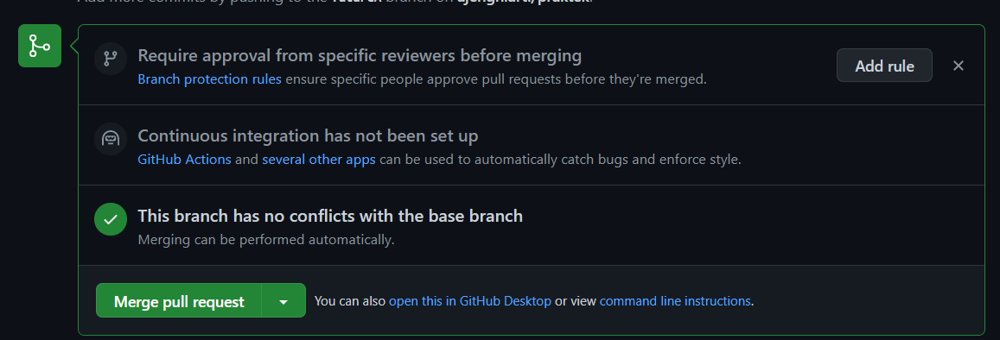 Add more commits by pushing to the branch on
Require approval from specific reviewers before merging
Add rule
Branch protection rules ensure specific people approve pull requests before they're merged.
Continuous integration has not been set up
GitHub Actions and several other apps can be used to automatically catch bugs and enforce style.
This branch has no conflicts with the base branch
Merging can be performed automatically.
Merge pull request
You can also open this in GitHub Desktop or view command line instructions.